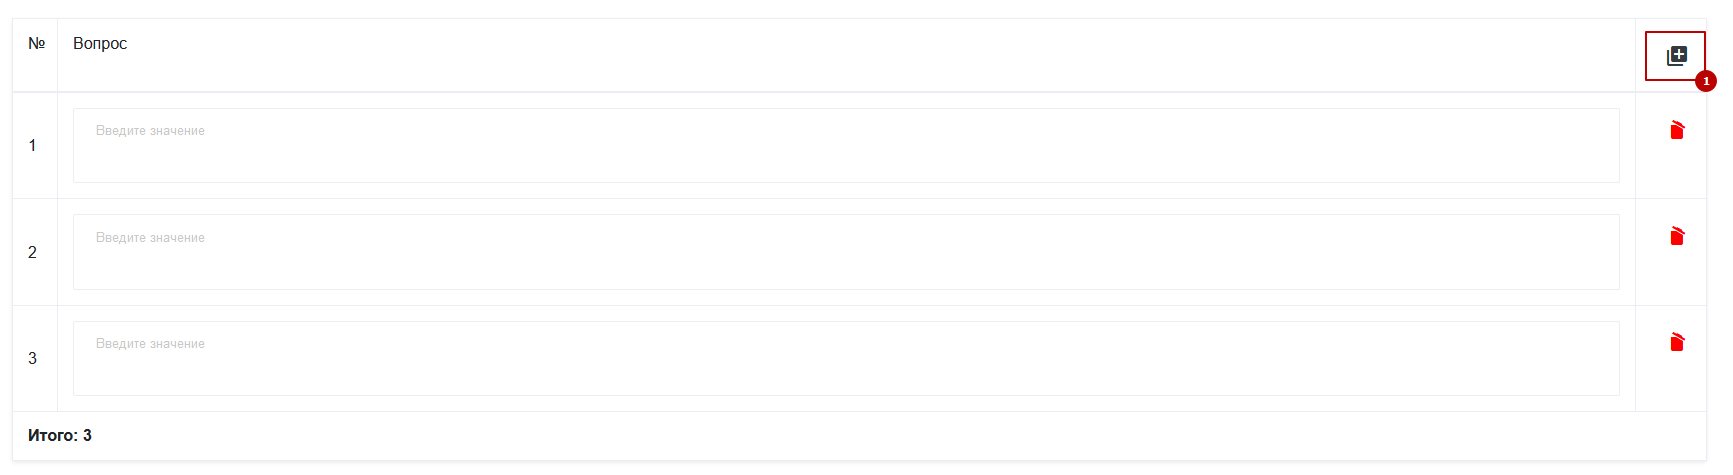 № Вопрос
1
1 Введите значение
2 Введите значение
3 Введите значение
Итого: 3